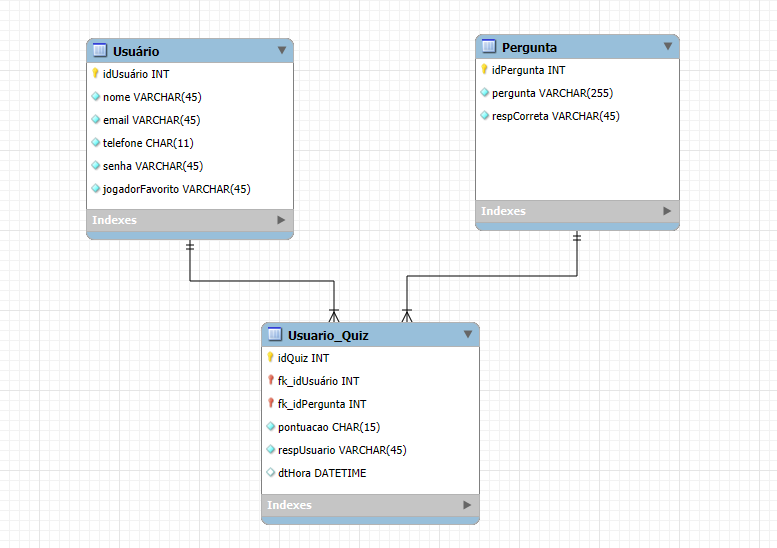 Usuário
idUsuário INT
nome VARCHAR(45)
email VARCHAR(45)
telefone CHAR(11)
senha VARCHAR(45)
jogadorFavorito VARCHAR(45)
Indexes
Pergunta
idPergunta INT
pergunta VARCHAR(255)
respCorreta VARCHAR(45)
Indexes
Usuario_Quiz
idQuiz INT
fk_idUsuário INT
fk_idPergunta INT
pontuacao CHAR(15)
respUsuario VARCHAR(45)
dtHora DATETIME
Indexes